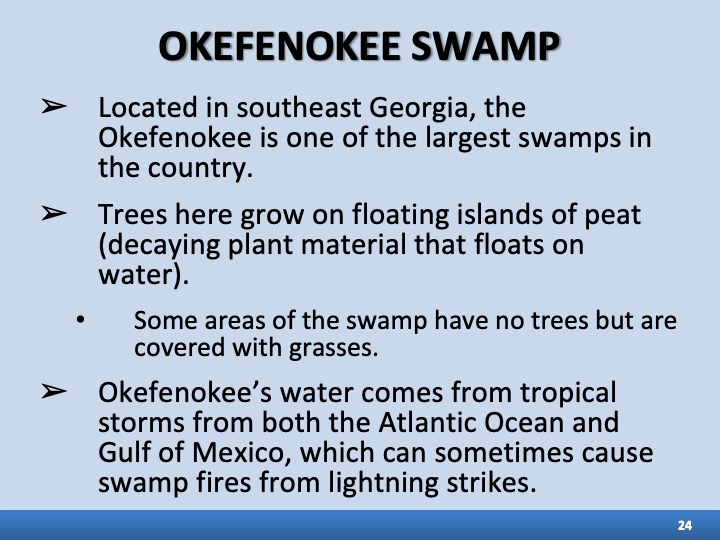 OKEFENOKEE SWAMP
➢ Located in southeast Georgia, the
Okefenokee is one of the largest swamps in
the country.
➢ Trees here grow on floating islands of peat
(decaying plant material that floats on
water).
• Some areas of the swamp have no trees but are
covered with grasses.
➢ Okefenokee’s water comes from tropical
storms from both the Atlantic Ocean and
Gulf of Mexico, which can sometimes cause
swamp fires from lightning strikes.
24